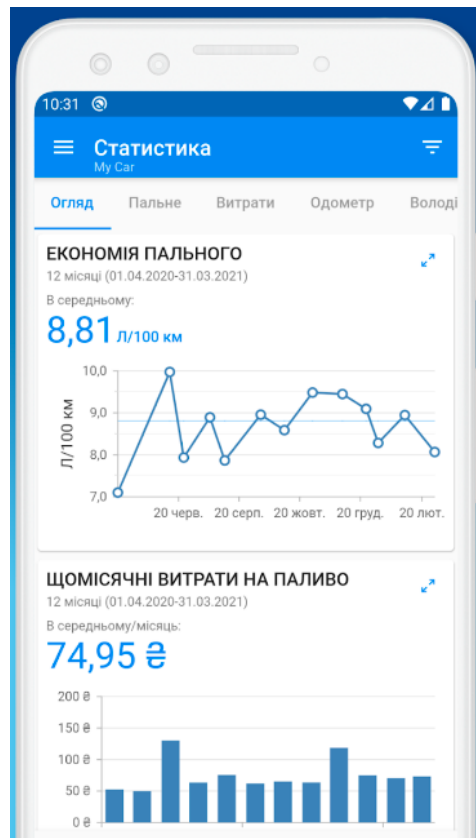 10:31
Статистика
My Car
Огляд Пальне Витрати Одометр Володі
ЕКОНОМІЯ ПАЛЬНОГО
12 місяці (01.04.2020-31.03.2021)
В середньому:
8,81 Л/100 км
Л/100 км
10,0
9,0
8,0
7,0
20 черв. 20 серп. 20 жовт. 20 груд. 20 лют.
ЩОМІСЯЧНІ ВИТРАТИ НА ПАЛИВО
12 місяці (01.04.2020-31.03.2021)
В середньому/місяць:
74,95 ₴
200 ₴
150 ₴
100 ₴
50 ₴
0 ₴